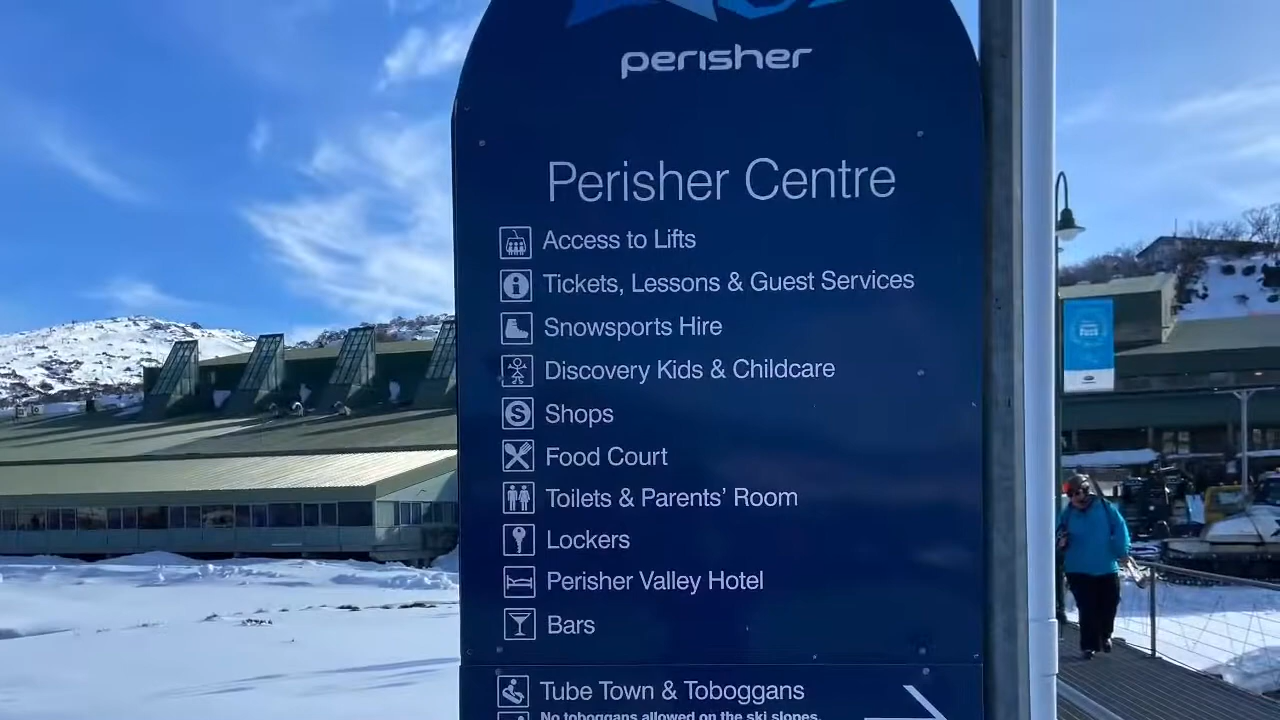 perisher
Perisher Centre
Access to Lifts
Tickets, Lessons & Guest Services
Snowsports Hire
Discovery Kids & Childcare
Shops
Food Court
Toilets & Parents' Room
Lockers
Perisher Valley Hotel
Bars
Tube Town & Toboggans
No toboggans allowed on the ski slopes.